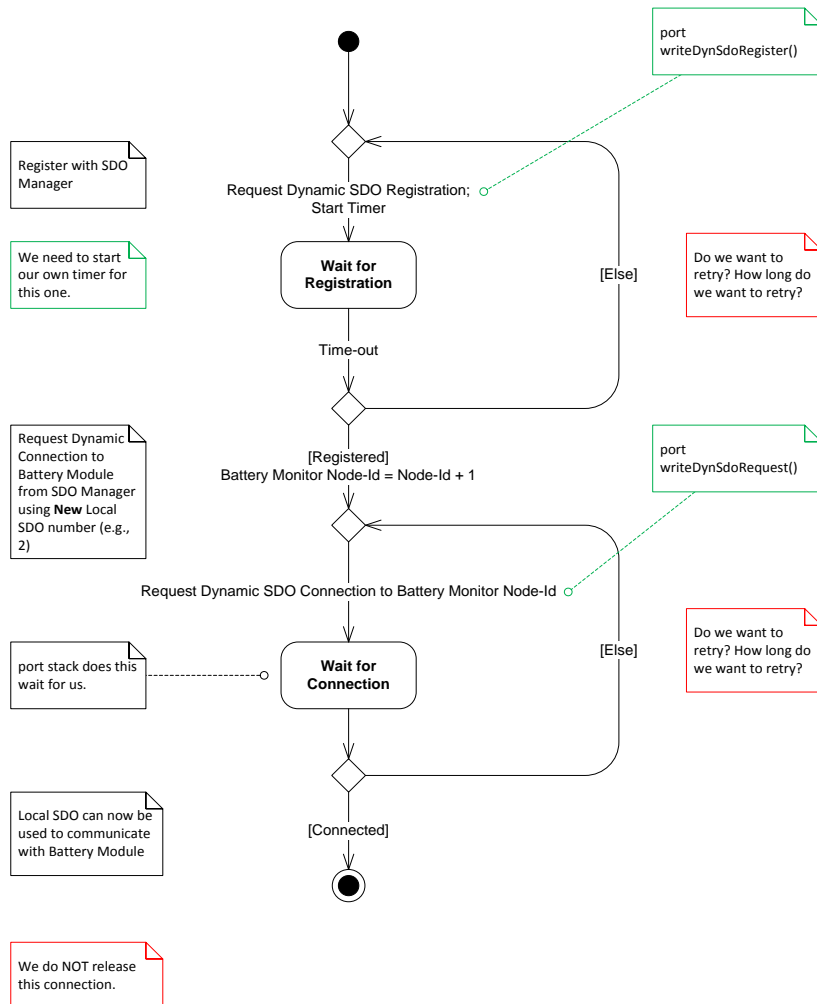 port
writeDynSdoRegister()
Register with SDO
Manager
Request Dynamic SDO Registration;
Start Timer
We need to start
our own timer for
this one.
Wait for
Registration
[Else]
Do we want to
retry? How long do
we want to retry?
Time-out
Request Dynamic
Connection to
Battery Module
from SDO Manager
using New Local
SDO number (e.g.,
2)
[Registered]
Battery Monitor Node-Id = Node-Id + 1
port
writeDynSdoRequest()
Request Dynamic SDO Connection to Battery Monitor Node-Id
port stack does this
wait for us.
Wait for
Connection
[Else]
Do we want to
retry? How long do
we want to retry?
Local SDO can now be
used to communicate
with Battery Module
[Connected]
We do NOT release
this connection.